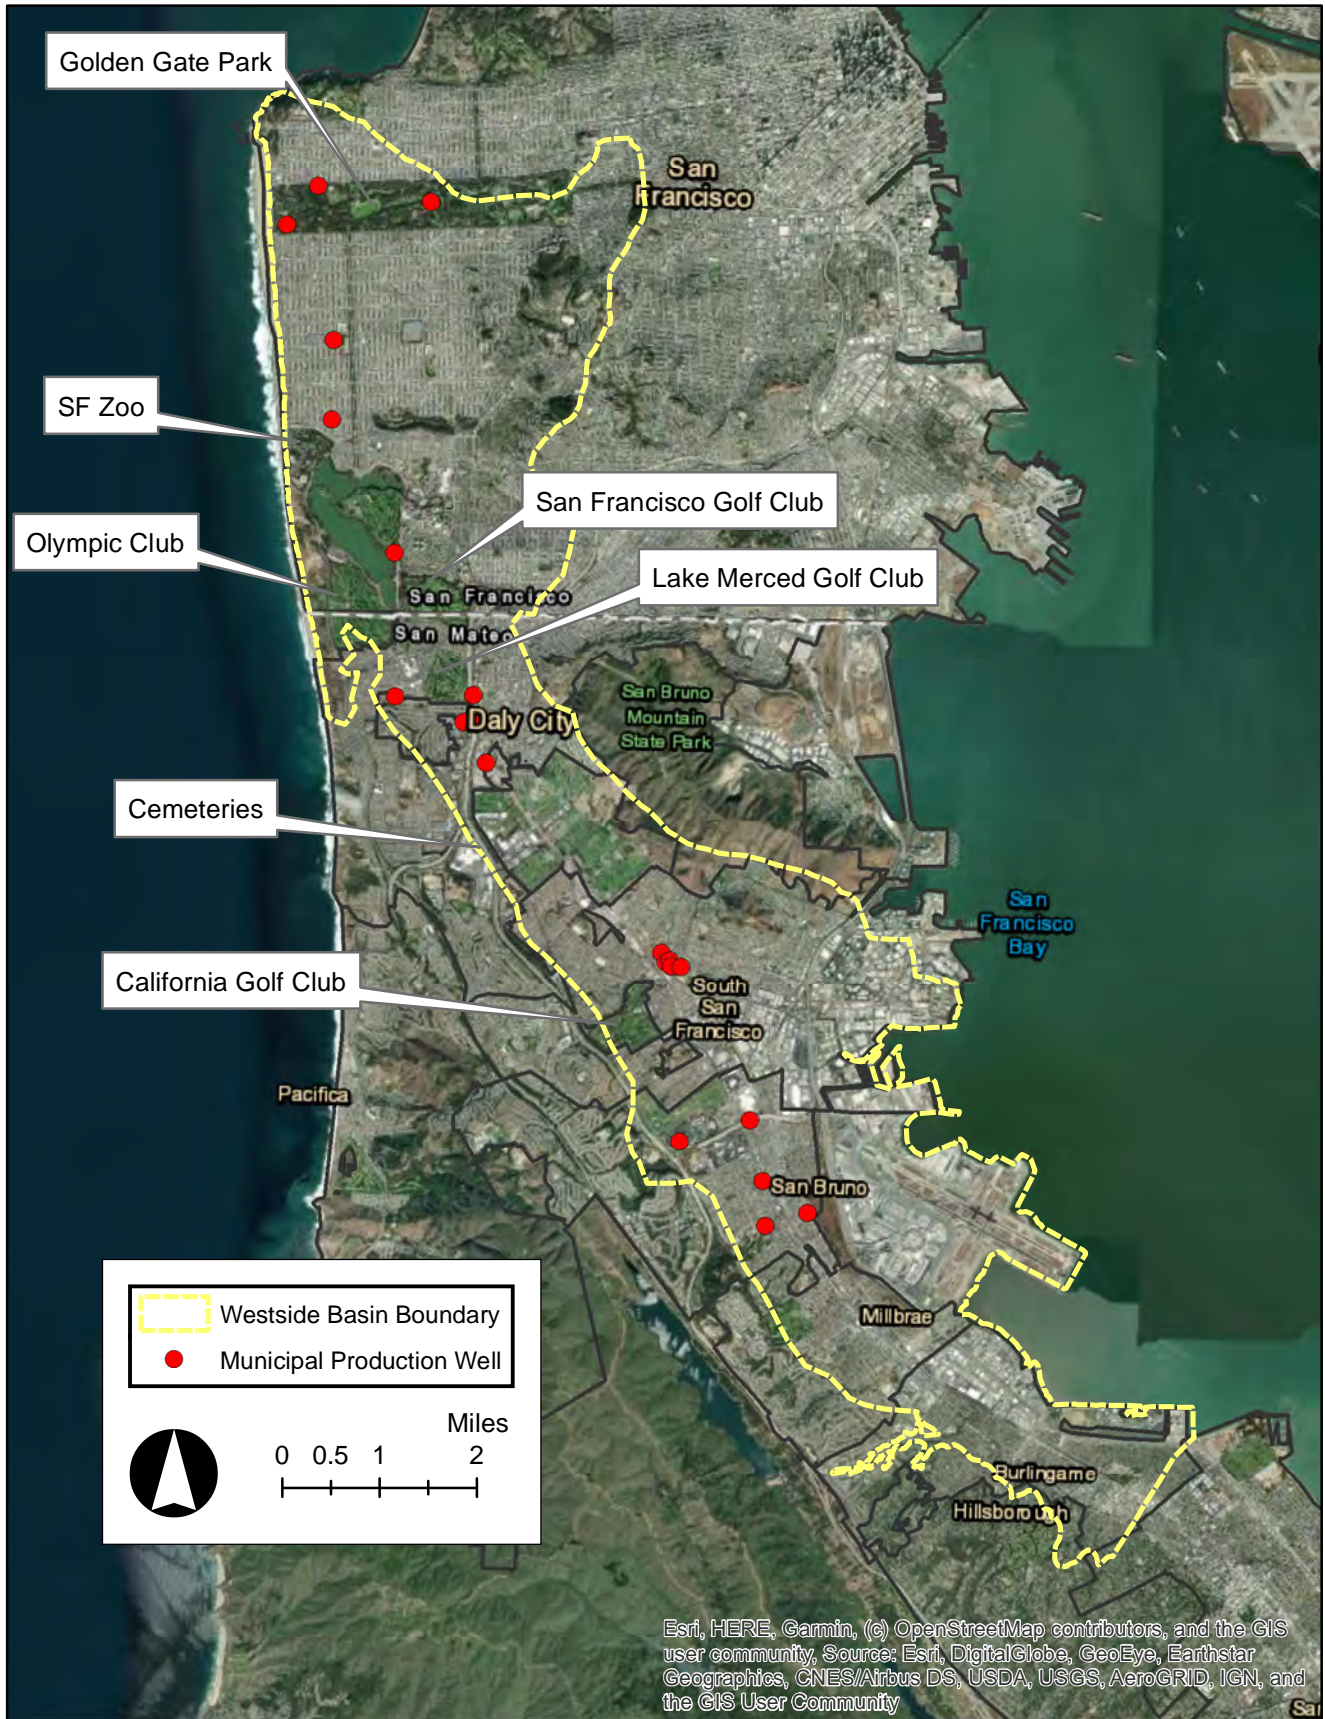 Golden Gate Park
San
Francisco
SF Zoo
San Francisco Golf Club
Olympic Club
Lake Merced Golf Club
San Francisco
San Mateo
San Bruno
Mountain
State Park
Daly City
Cemeteries
San
Francisco
Bay
California Golf Club
South
San
Francisco
Pacifica
San Bruno
Millbrae
Westside Basin Boundary
Municipal Production Well
Miles
0 0.5 1 2
Burlingame
Hillsborough
Esri, HERE, Garmin, (c) OpenStreetMap contributors, and the GIS
user community, Source: Esri, DigitalGlobe, GeoEye, Earthstar
Geographics, CNES/Airbus DS, USDA, USGS, AeroGRID, IGN, and
the GIS User Community